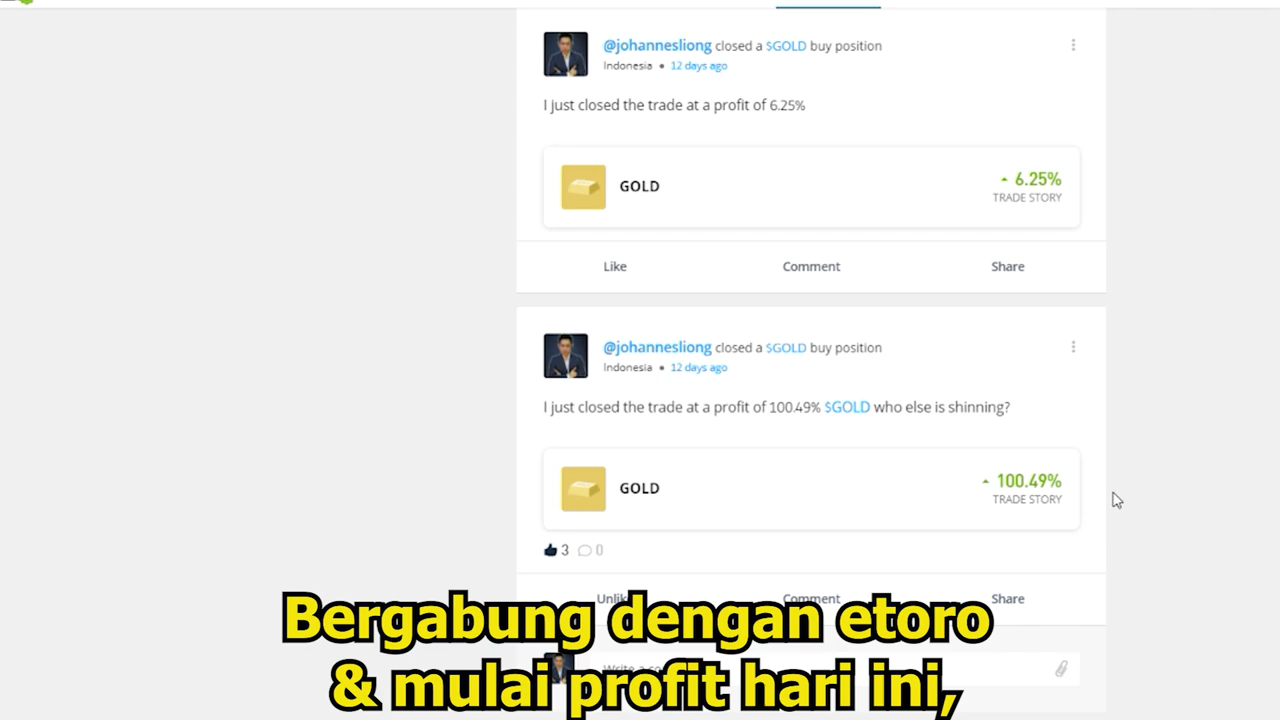 @johannesliong closed a $GOLD buy position
Indonesia • 12 days ago
I just closed the trade at a profit of 6.25%
GOLD
6.25%
TRADE STORY
Like Comment Share
@johannesliong closed a $GOLD buy position
Indonesia • 12 days ago
I just closed the trade at a profit of 100.49% $GOLD who else is shinning?
GOLD
100.49%
TRADE STORY
3 0
Comment Share
Bergabung dengan etoro
& mulai profit hari ini,